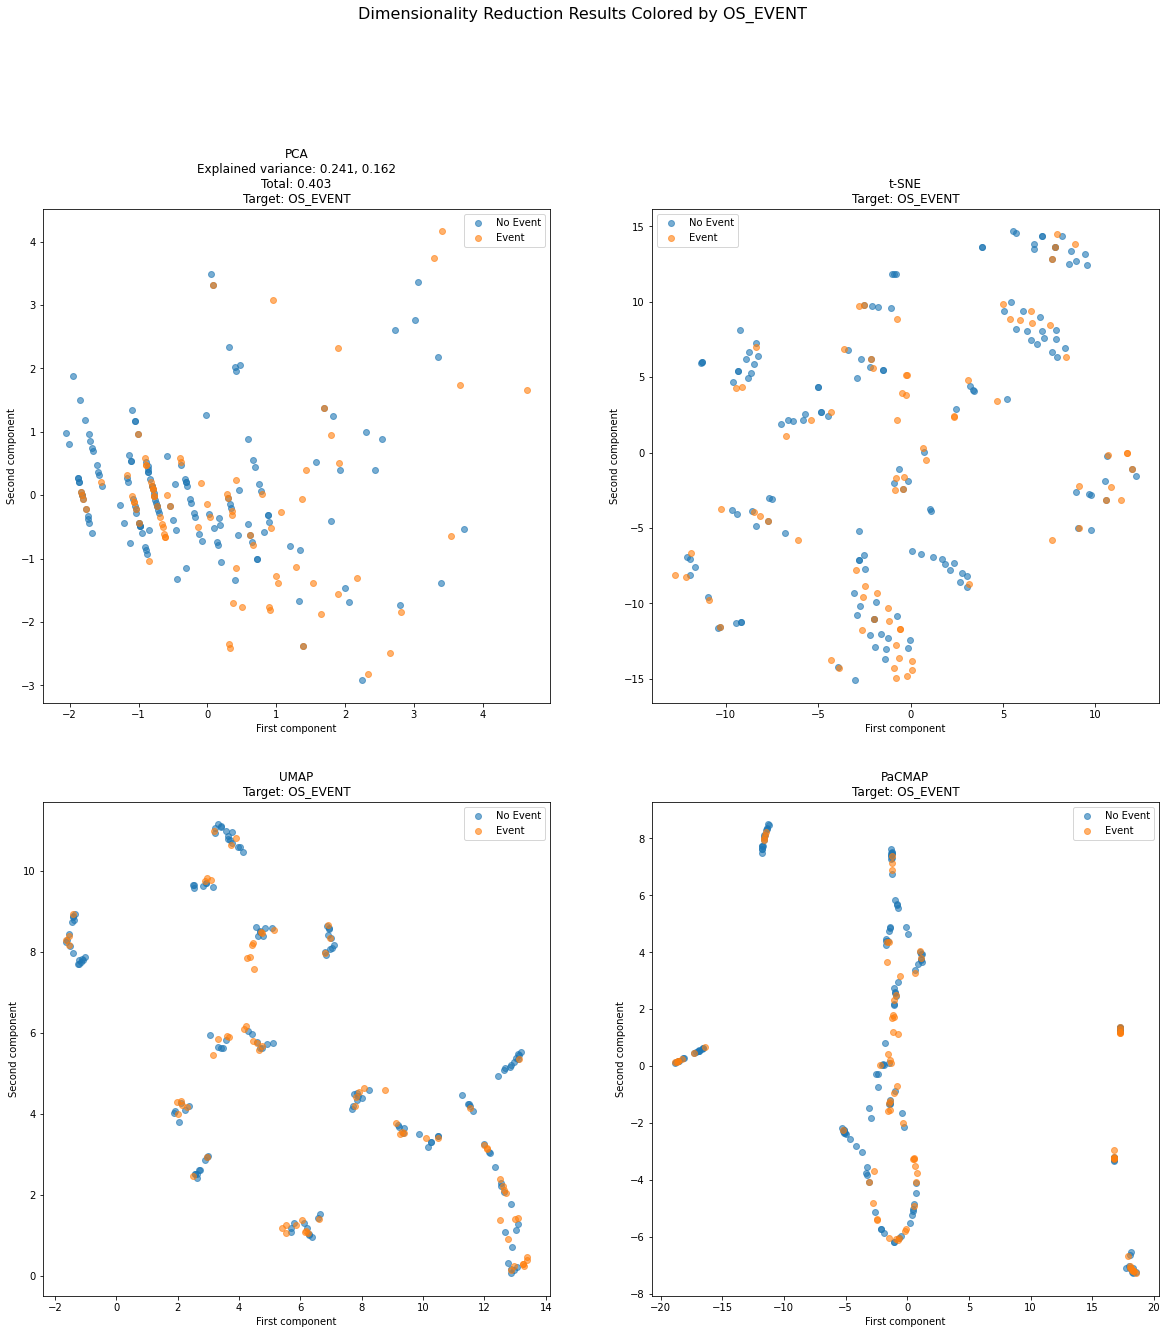 Dimensionality Reduction Results Colored by OS_EVENT
PCA
Explained variance: 0.241, 0.162
Total: 0.403
Target: OS_EVENT
No Event
Event
4
3
2
1
0
−1
−2
−3
Second component
−2
−1
0
1
2
3
4
First component
t-SNE
Target: OS_EVENT
No Event
Event
15
10
5
0
−5
−10
−15
Second component
−10
−5
0
5
10
First component
UMAP
Target: OS_EVENT
No Event
Event
10
8
6
4
2
0
Second component
−2
0
2
4
6
8
10
12
14
First component
PaCMAP
Target: OS_EVENT
No Event
Event
8
6
4
2
0
−2
−4
−6
−8
Second component
−20
−15
−10
−5
0
5
10
15
20
First component